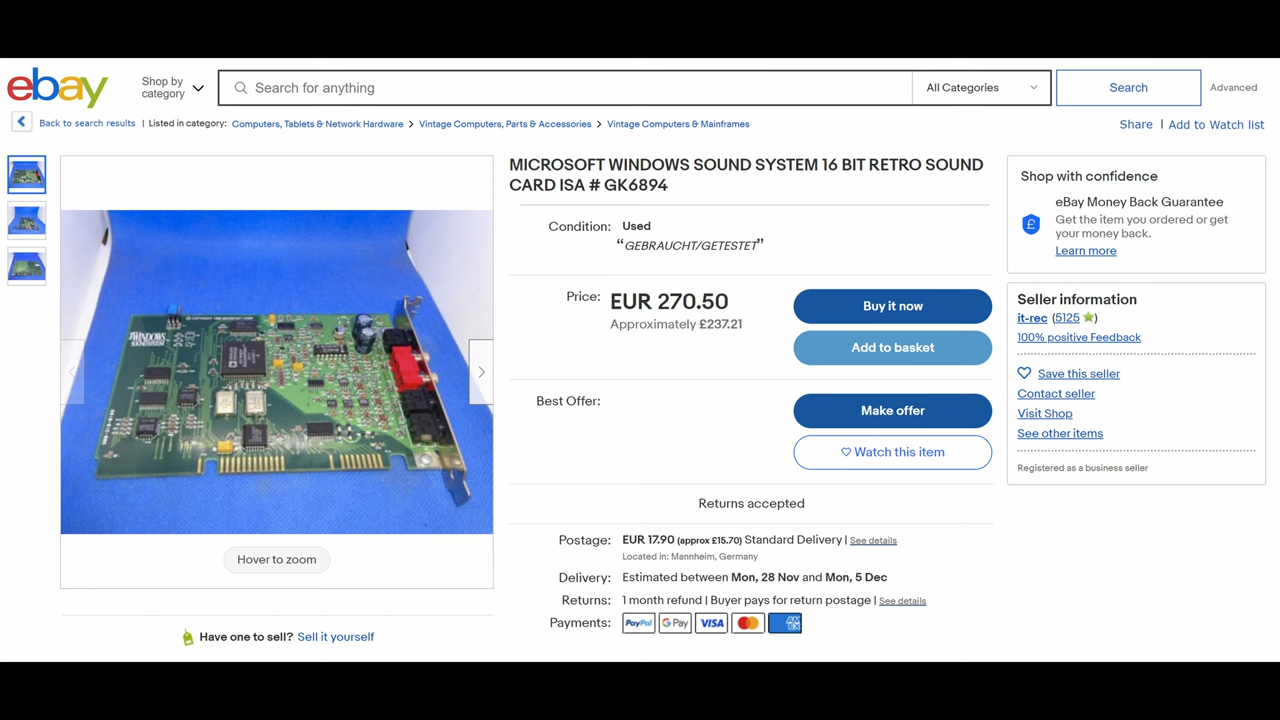 ebay
Shop by
category
Search for anything
All Categories
Search
Advanced
Back to search results | Listed in category: Computers, Tablets & Network Hardware > Vintage Computers, Parts & Accessories > Vintage Computers & Mainframes
Share | Add to Watch list
MICROSOFT WINDOWS SOUND SYSTEM 16 BIT RETRO SOUND
CARD ISA # GK6894
Condition: Used
“GEBRAUCHT/GETESTET”
Price: EUR 270.50
Approximately £237.21
Buy it now
Add to basket
Best Offer:
Make offer
Watch this item
Returns accepted
Postage: EUR 17.90 (approx £15.70) Standard Delivery | See details
Located in: Mannheim, Germany
Delivery: Estimated between Mon, 28 Nov and Mon, 5 Dec
Returns: 1 month refund | Buyer pays for return postage | See details
Payments: PayPal G Pay VISA
Shop with confidence
eBay Money Back Guarantee
Get the item you ordered or get
your money back.
Learn more
Seller information
it-rec (5125)
100% positive Feedback
Save this seller
Contact seller
Visit Shop
See other items
Registered as a business seller
WINDOWS
Hover to zoom
Have one to sell? Sell it yourself